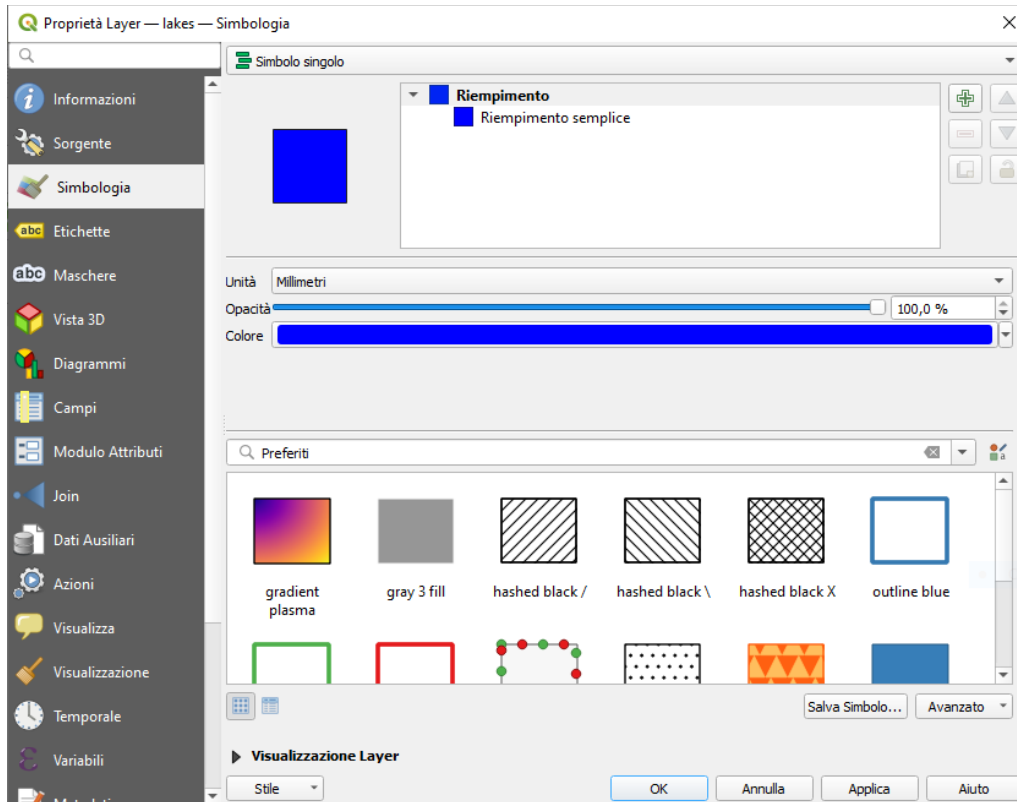 Proprietà Layer — lakes — Simbologia
Simbolo singolo
Informazioni
Sorgente
Simbologia
abc Etichette
abc Maschere
Vista 3D
Diagrammi
Campi
Modulo Attributi
Join
Dati Ausiliari
Azioni
Visualizza
Visualizzazione
Temporale
Variabili
Riempimento
Riempimento semplice
Unità Millimetri
Opacità 100,0 %
Colore
Preferiti
gradient plasma
gray 3 fill
hashed black /
hashed black \
hashed black X
outline blue
Salva Simbolo...
Avanzato
Visualizzazione Layer
Stile
OK
Annulla
Applica
Aiuto